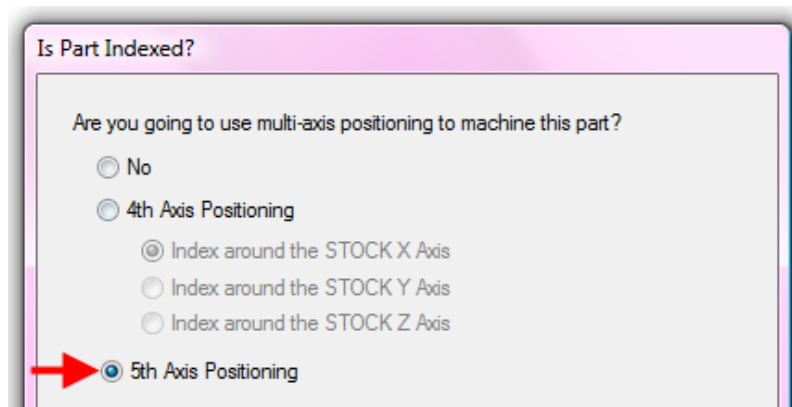 Is Part Indexed?
Are you going to use multi-axis positioning to machine this part?
No
4th Axis Positioning
Index around the STOCK X Axis
Index around the STOCK Y Axis
Index around the STOCK Z Axis
5th Axis Positioning